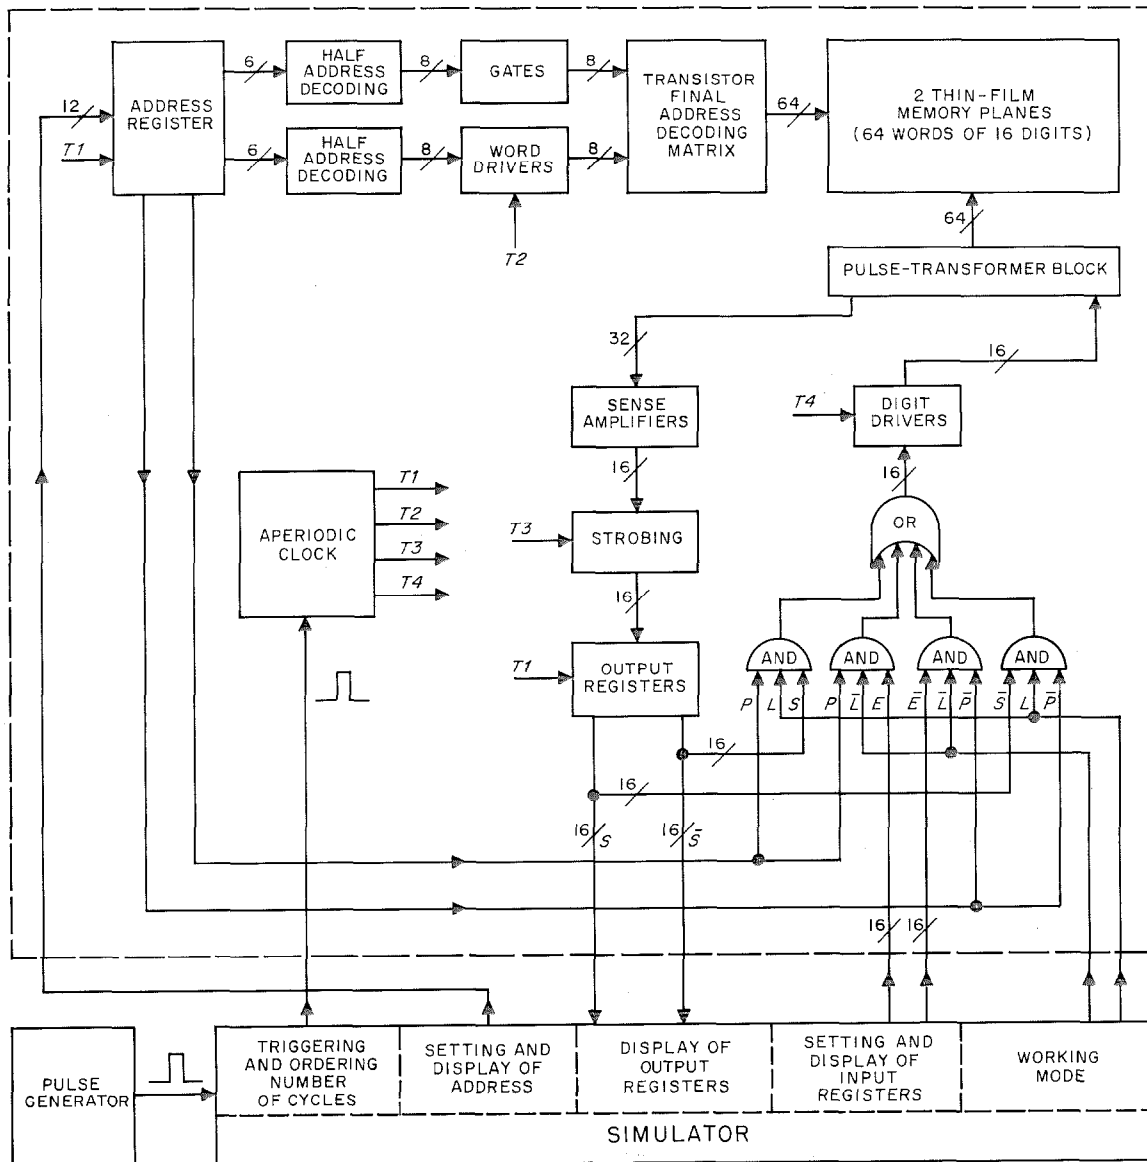 12
T1
ADDRESS
REGISTER
6
6
HALF
ADDRESS
DECODING
HALF
ADDRESS
DECODING
8
8
GATES
WORD
DRIVERS
T2
8
8
TRANSISTOR
FINAL
ADDRESS
DECODING
MATRIX
64
2 THIN-FILM
MEMORY PLANES
(64 WORDS OF 16 DIGITS)
64
PULSE-TRANSFORMER BLOCK
32
16
SENSE
AMPLIFIERS
T4
DIGIT
DRIVERS
16
16
APERIODIC
CLOCK
T1
T2
T3
T4
T3
STROBING
OR
16
T1
OUTPUT
REGISTERS
AND
AND
AND
AND
P L S
P L̄ E
Ē L̄ P̄
S̄ L P̄
16
16
16 S
16 S̄
16
16
PULSE
GENERATOR
TRIGGERING
AND ORDERING
NUMBER
OF CYCLES
SETTING AND
DISPLAY OF
ADDRESS
DISPLAY OF
OUTPUT
REGISTERS
SETTING AND
DISPLAY OF
INPUT
REGISTERS
WORKING
MODE
SIMULATOR